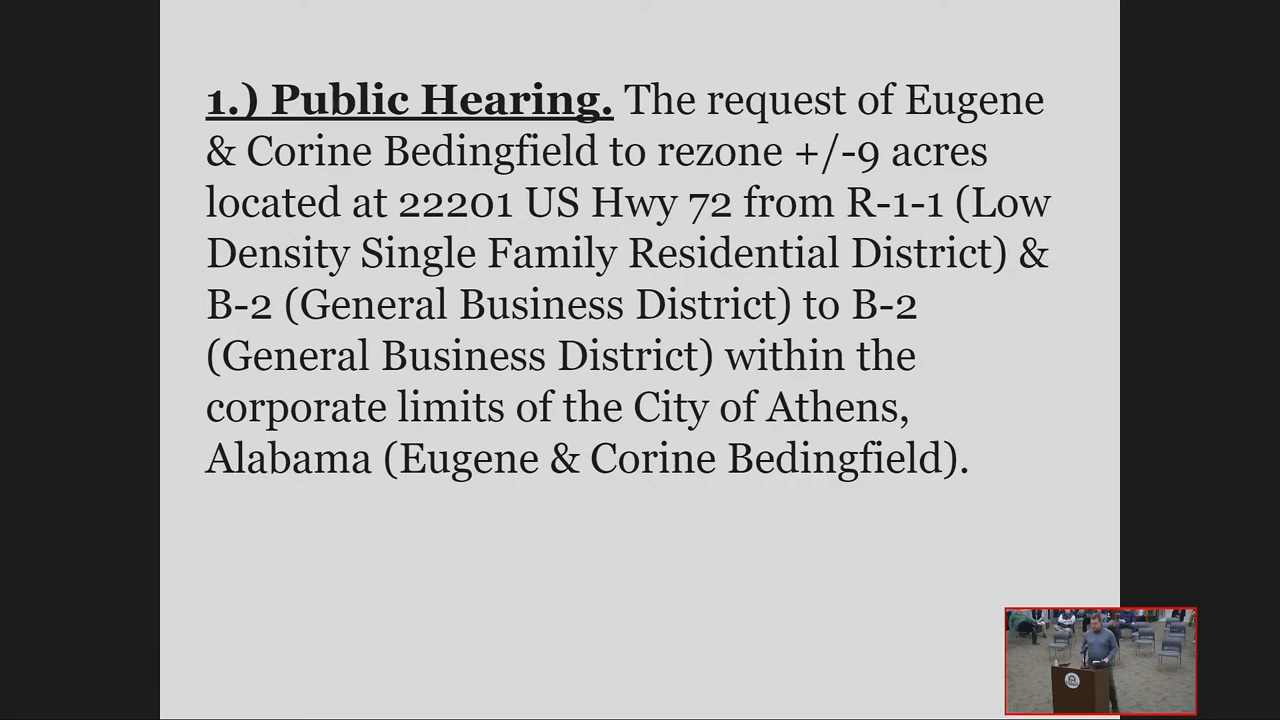 1.) Public Hearing. The request of Eugene
& Corine Bedingfield to rezone +/-9 acres
located at 22201 US Hwy 72 from R-1-1 (Low
Density Single Family Residential District) &
B-2 (General Business District) to B-2
(General Business District) within the
corporate limits of the City of Athens,
Alabama (Eugene & Corine Bedingfield).